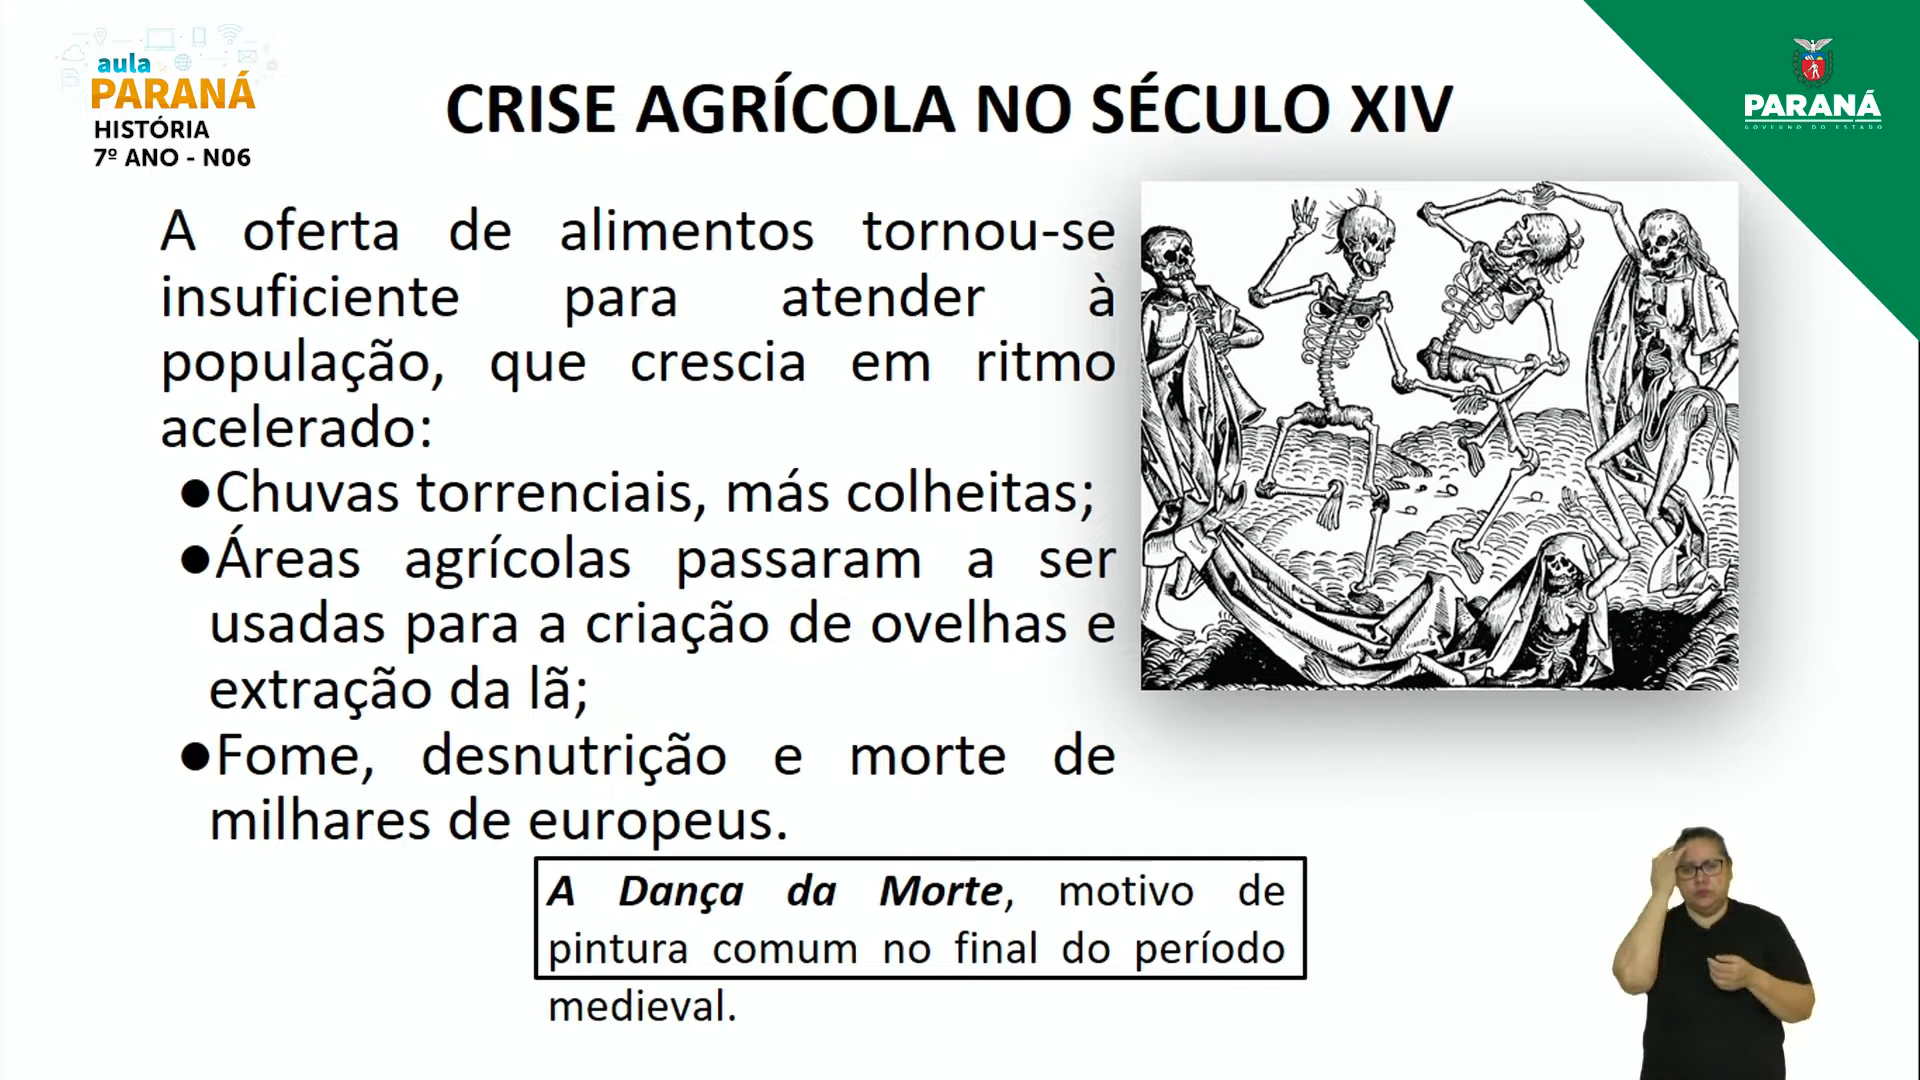 aula
PARANÁ
HISTÓRIA
7º ANO - N06
CRISE AGRÍCOLA NO SÉCULO XIV
PARANÁ
GOVERNO DO ESTADO
A oferta de alimentos tornou-se
insuficiente para atender à
população, que crescia em ritmo
acelerado:
●Chuvas torrenciais, más colheitas;
●Áreas agrícolas passaram a ser
usadas para a criação de ovelhas e
extração da lã;
●Fome, desnutrição e morte de
milhares de europeus.
A Dança da Morte, motivo de
pintura comum no final do período
medieval.